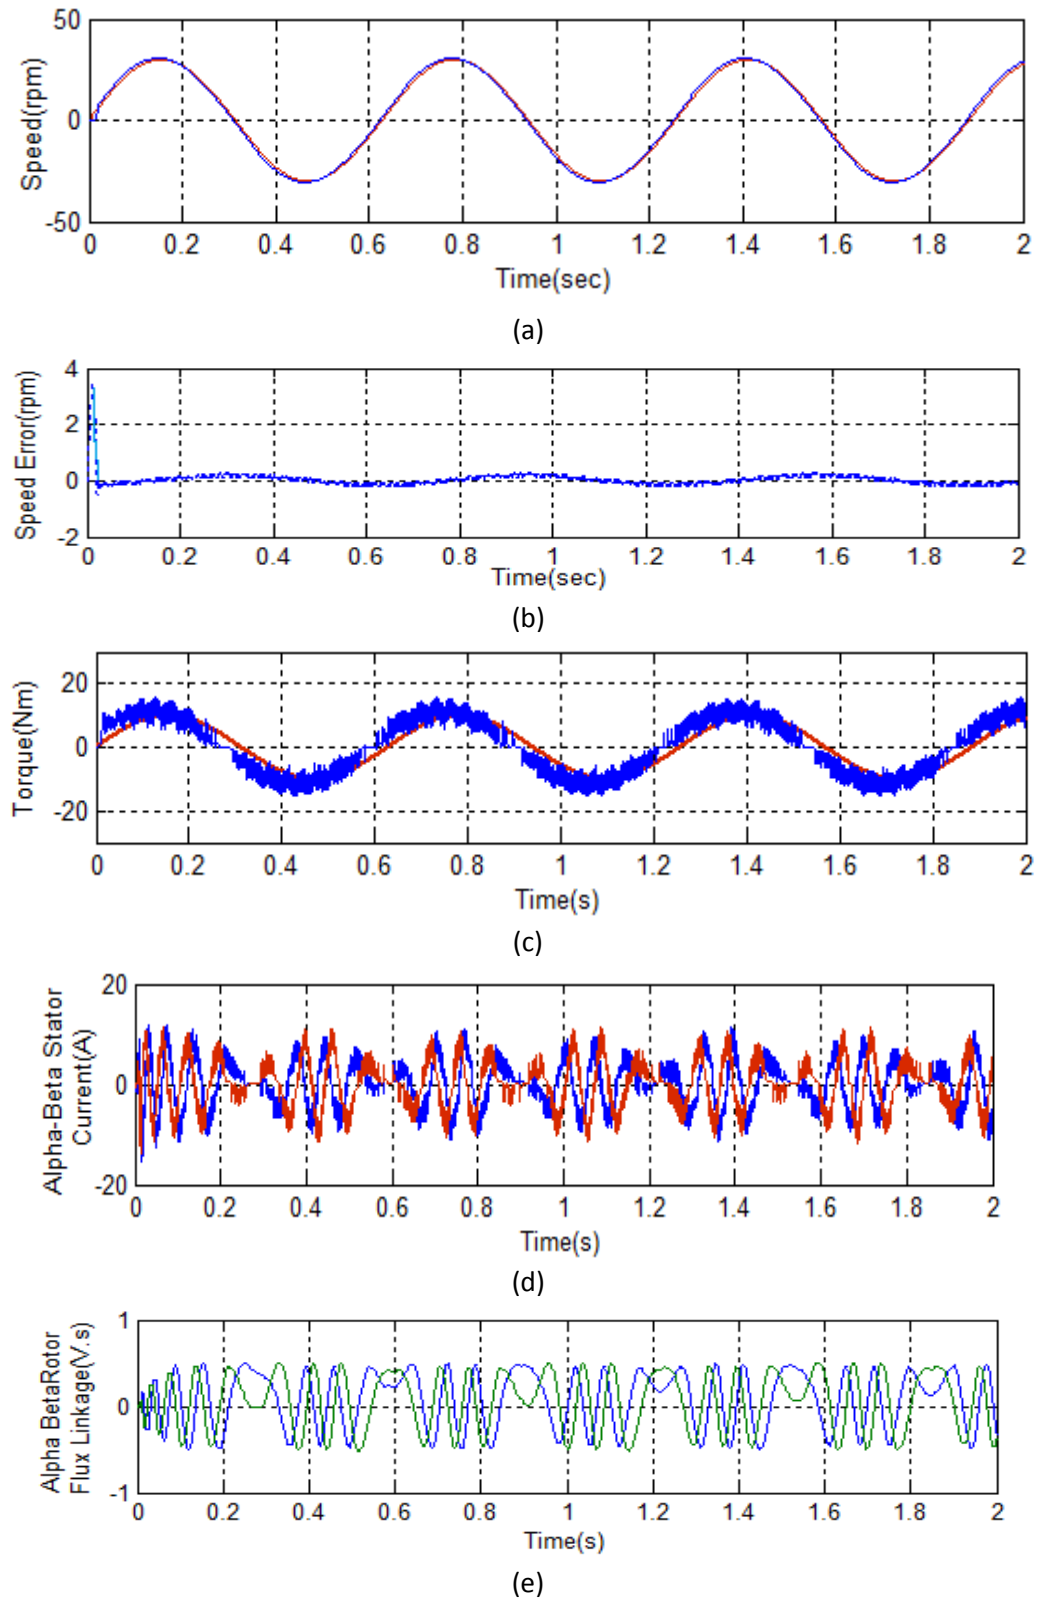 50
0
-50
Speed(rpm)
0 0.2 0.4 0.6 0.8 1 1.2 1.4 1.6 1.8 2
Time(sec)
(a)
4
2
0
-2
Speed Error(rpm)
0 0.2 0.4 0.6 0.8 1 1.2 1.4 1.6 1.8 2
Time(sec)
(b)
20
0
-20
Torque(Nm)
0 0.2 0.4 0.6 0.8 1 1.2 1.4 1.6 1.8 2
Time(s)
(c)
20
0
-20
Alpha-Beta Stator
Current(A)
0 0.2 0.4 0.6 0.8 1 1.2 1.4 1.6 1.8 2
Time(s)
(d)
1
0
-1
Alpha BetaRotor
Flux Linkage(V.s)
0 0.2 0.4 0.6 0.8 1 1.2 1.4 1.6 1.8 2
Time(s)
(e)